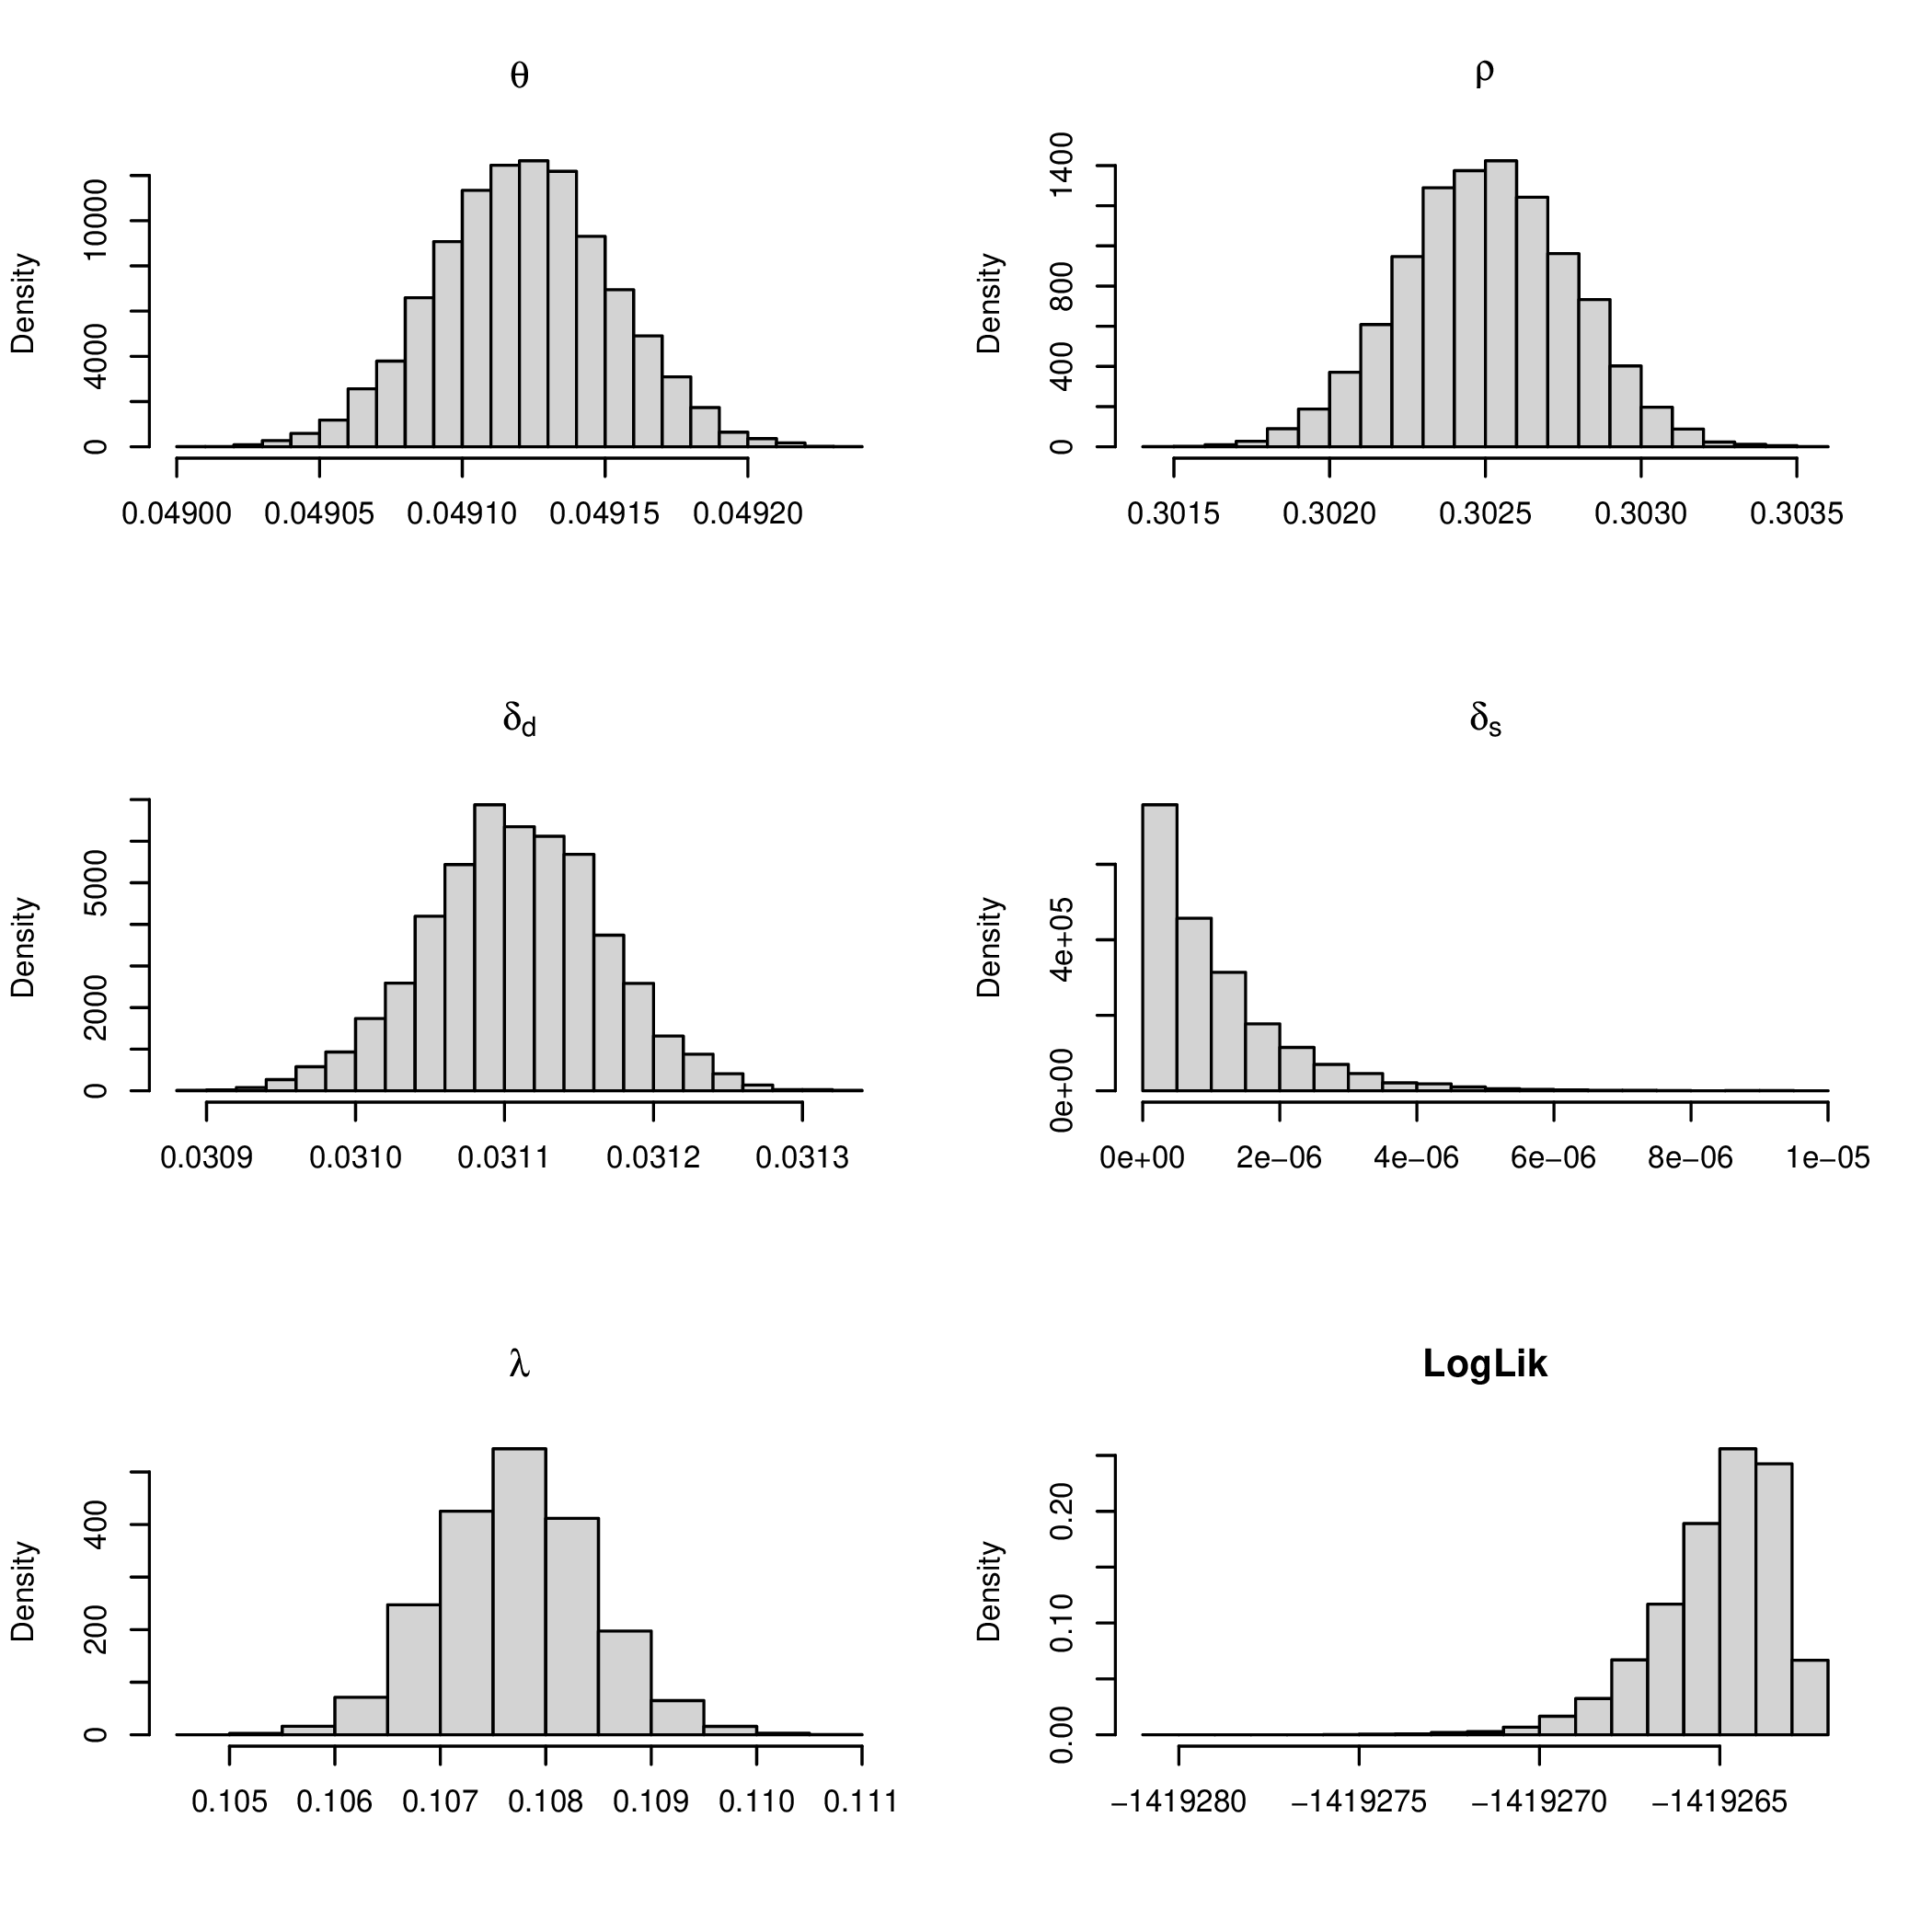 θ
Density
0 4000 10000
0.04900 0.04905 0.04910 0.04915 0.04920
ρ
Density
0 400 800 1400
0.3015 0.3020 0.3025 0.3030 0.3035
δd
Density
0 2000 5000
0.0309 0.0310 0.0311 0.0312 0.0313
δs
Density
0e+00 4e+05
0e+00 2e−06 4e−06 6e−06 8e−06 1e−05
λ
Density
0 200 400
0.105 0.106 0.107 0.108 0.109 0.110 0.111
LogLik
Density
0.00 0.10 0.20
−1419280 −1419275 −1419270 −1419265